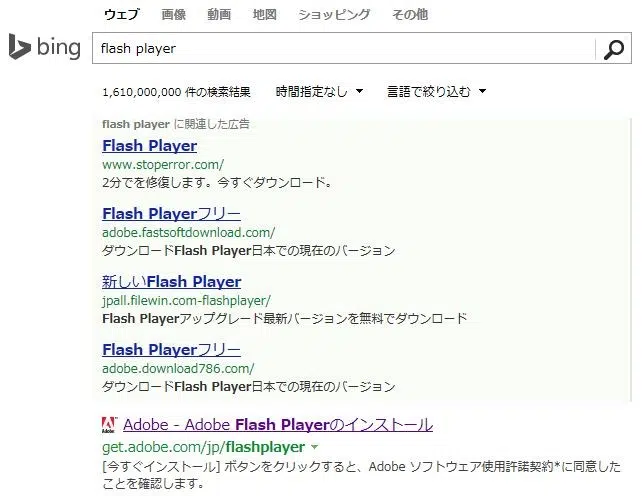 ウェブ 画像 動画 地図 ショッピング その他
bing flash player
1,610,000,000 件の検索結果 時間指定なし 言語で絞り込む
flash player に関連した広告
Flash Player
www.stoperror.com/
2分でを修復します。今すぐダウンロード。
Flash Playerフリー
adobe.fastsoftdownload.com/
ダウンロードFlash Player日本での現在のバージョン
新しいFlash Player
jpall.filewin.com-flashplayer/
Flash Playerアップグレード最新バージョンを無料でダウンロード
Flash Playerフリー
adobe.download786.com/
ダウンロードFlash Player日本での現在のバージョン
Adobe - Adobe Flash Playerのインストール
get.adobe.com/jp/flashplayer
[今すぐインストール] ボタンをクリックすると、Adobe ソフトウェア使用許諾契約*に同意した
ことを確認します。